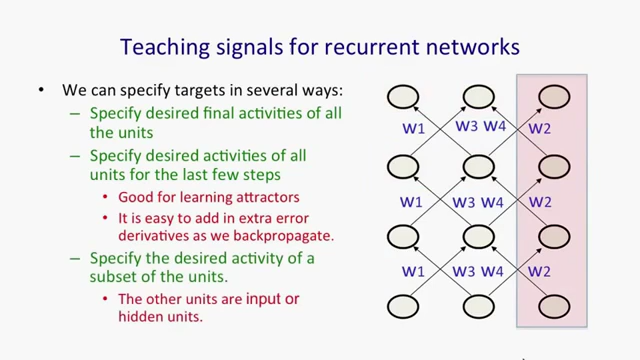 Teaching signals for recurrent networks
• We can specify targets in several ways:
– Specify desired final activities of all
the units
– Specify desired activities of all
units for the last few steps
• Good for learning attractors
• It is easy to add in extra error
derivatives as we backpropagate.
– Specify the desired activity of a
subset of the units.
• The other units are input or
hidden units.
W1 W3 W4 W2
W1 W3 W4 W2
W1 W3 W4 W2